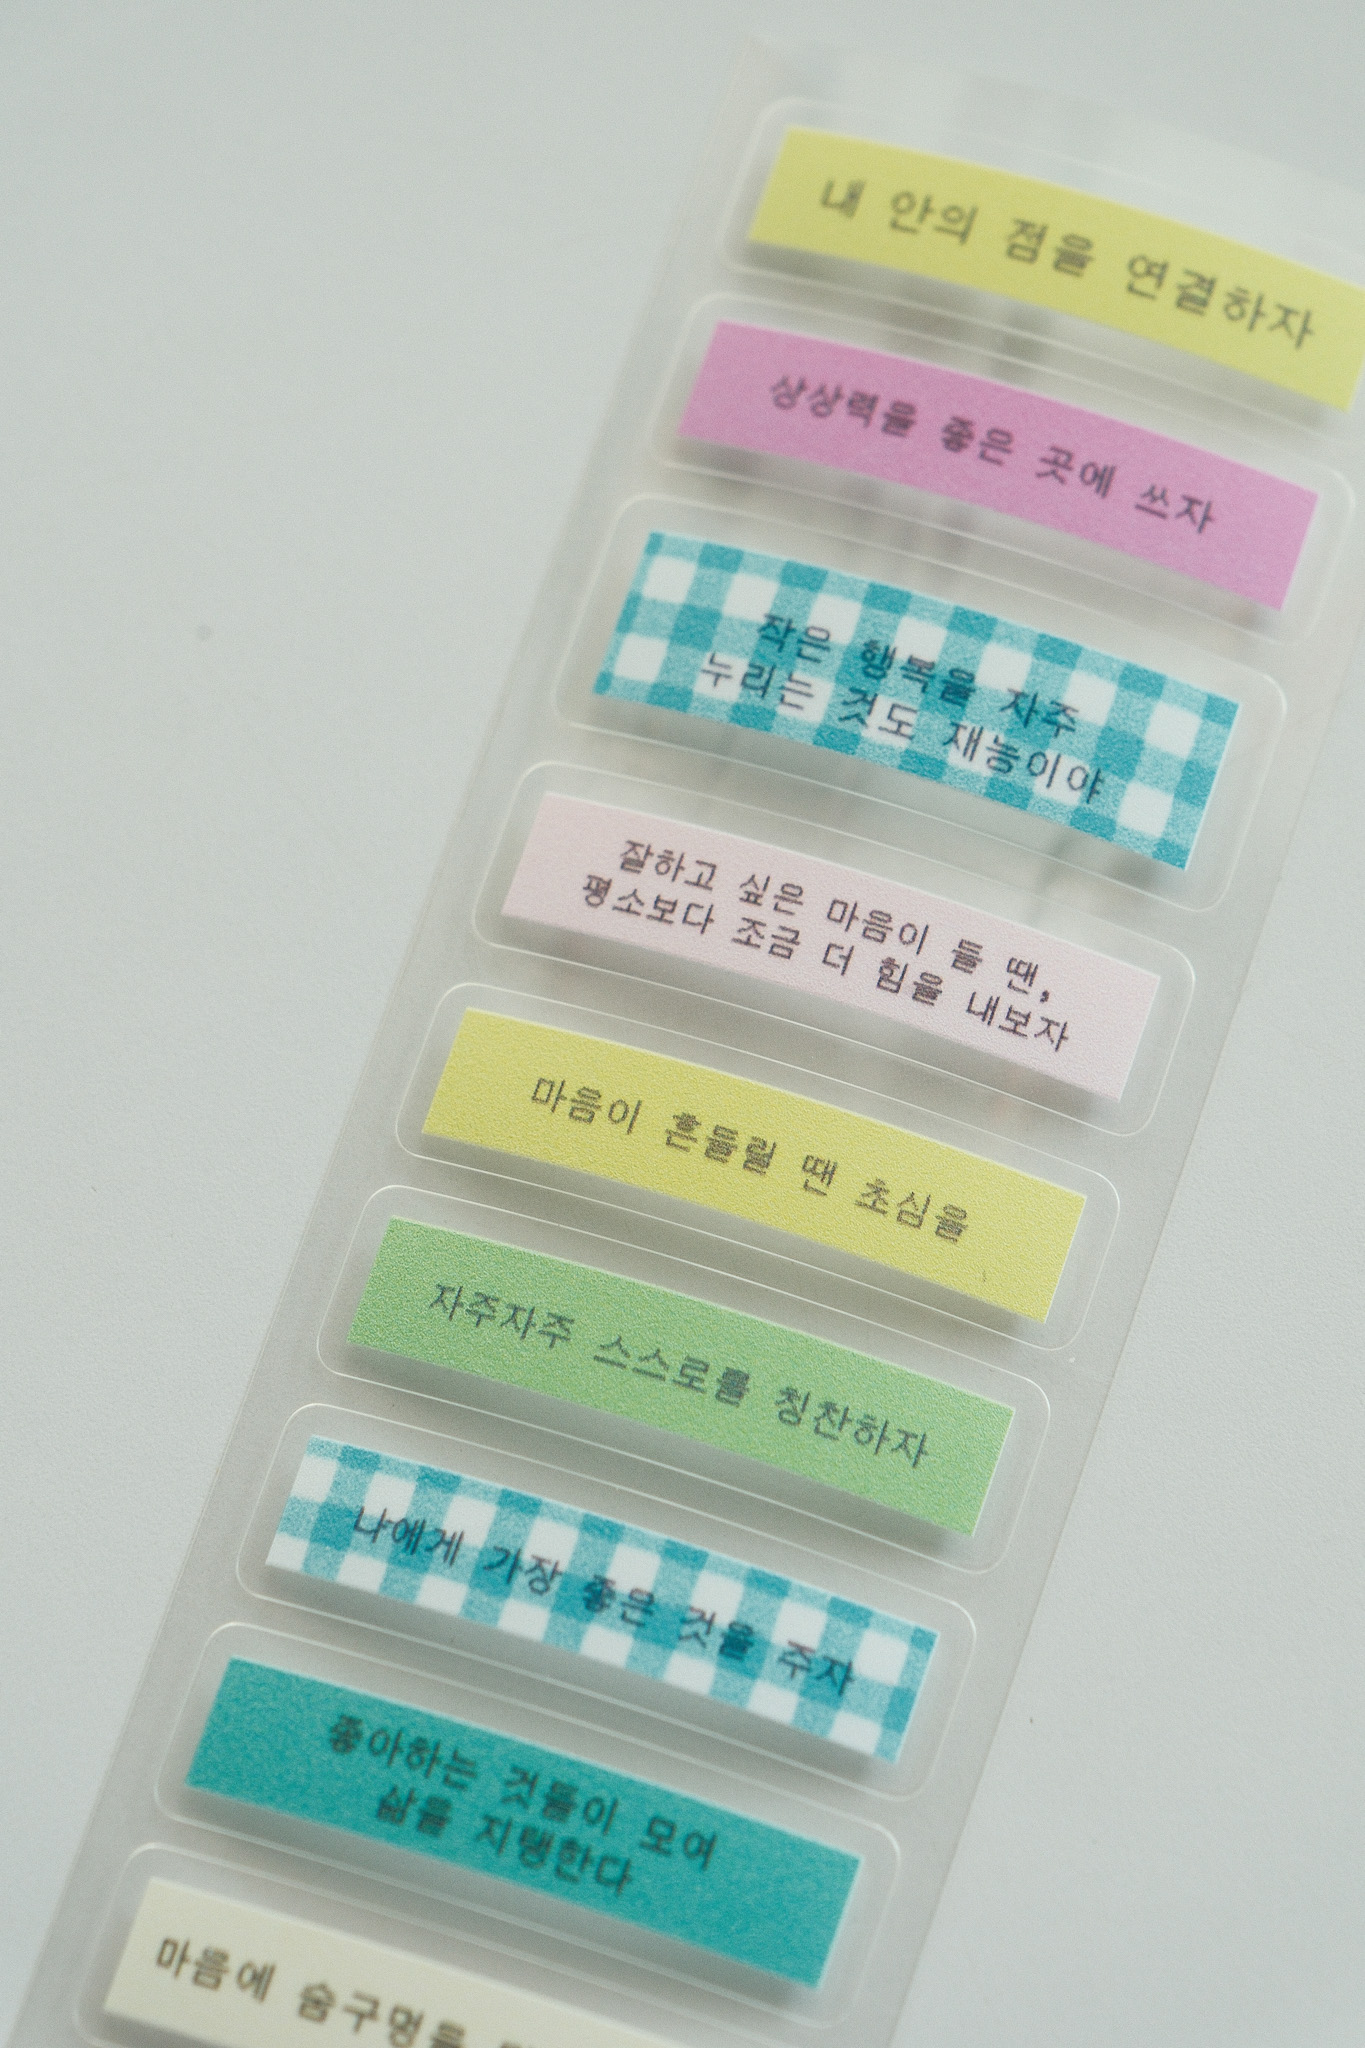 내 안의 점을 연결하자
상상력을 좋은 곳에 쓰자
작은 행복을 자주
누리는 것도 재능이야
잘하고 싶은 마음이 들 땐,
평소보다 조금 더 힘을 내보자
마음이 흔들릴 땐 초심을
자주자주 스스로를 칭찬하자
나에게 가장 좋은 것을 주자
좋아하는 것들이 모여
삶을 지탱한다
마음에 숨구멍을